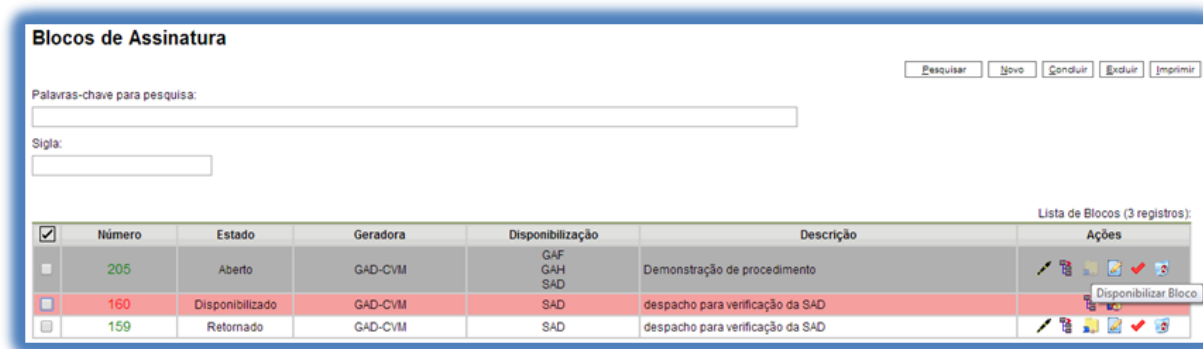 Blocos de Assinatura
Pesquisar Novo Concluir Excluir Imprimir
Palavras-chave para pesquisa:
Sigla:
Lista de Blocos (3 registros):
Número Estado Geradora Disponibilização Descrição Ações
205 Aberto GAD-CVM GAF GAH SAD Demonstração de procedimento
Disponibilizar Bloco
160 Disponibilizado GAD-CVM SAD despacho para verificação da SAD
159 Retornado GAD-CVM SAD despacho para verificação da SAD